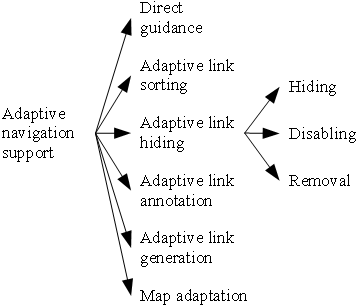 Adaptive
navigation
support
Direct
guidance
Adaptive link
sorting
Adaptive link
hiding
Adaptive link
annotation
Adaptive link
generation
Map adaptation
Hiding
Disabling
Removal